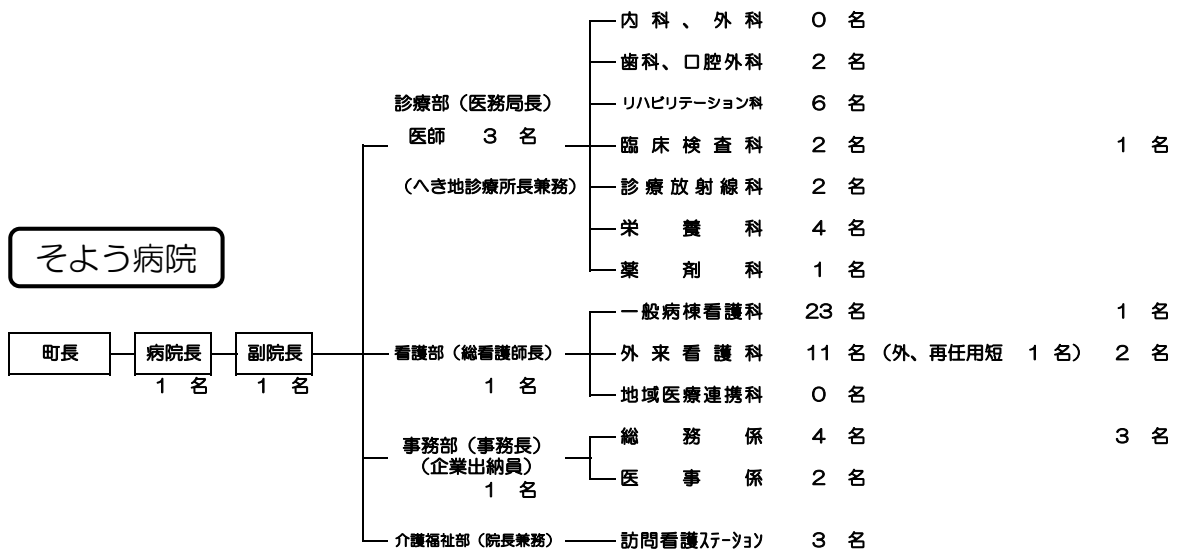 内科、外科 0 名
歯科、口腔外科 2 名
診療部（医務局長） リハビリテーション科 6 名
医師 3 名 臨床検査科 2 名 1 名
（へき地診療所長兼務） 診療放射線科 2 名
栄養科 4 名
そよう病院
薬剤科 1 名
一般病棟看護科 23 名 1 名
町長 病院長 副院長 看護部（総看護師長） 外来看護科 11 名 （外、再任用短 1 名） 2 名
1 名 1 名 1 名
地域医療連携科 0 名
事務部（事務長） 総務係 4 名 3 名
（企業出納員）
医事係 2 名
1 名
介護福祉部（院長兼務） 訪問看護ステーション 3 名